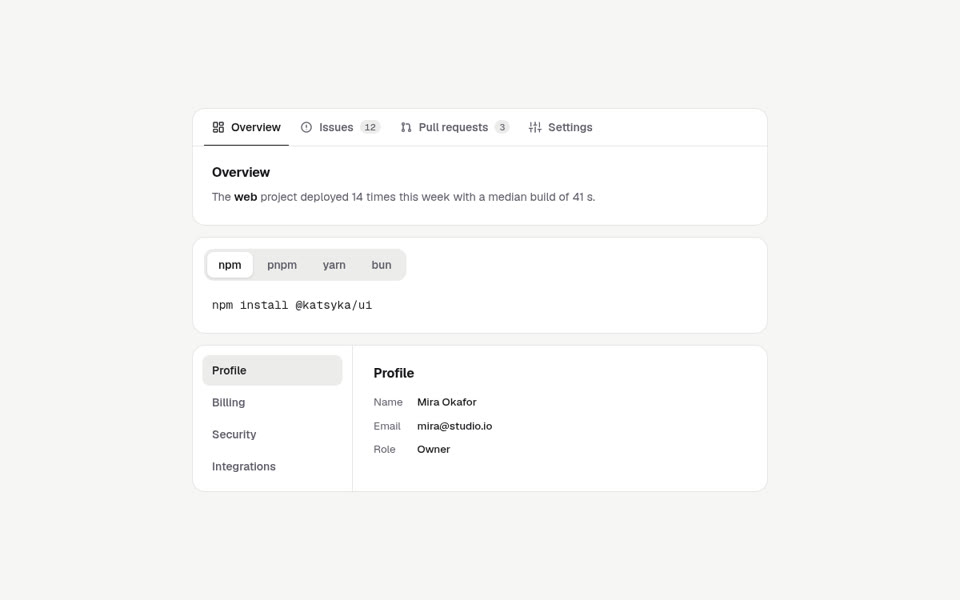 Overview Issues 12 Pull requests 3 Settings
Overview
The web project deployed 14 times this week with a median build of 41 s.
npm pnpm yarn bun
npm install @katsyka/ui
Profile
Billing
Security
Integrations
Profile
Name Mira Okafor
Email mira@studio.io
Role Owner